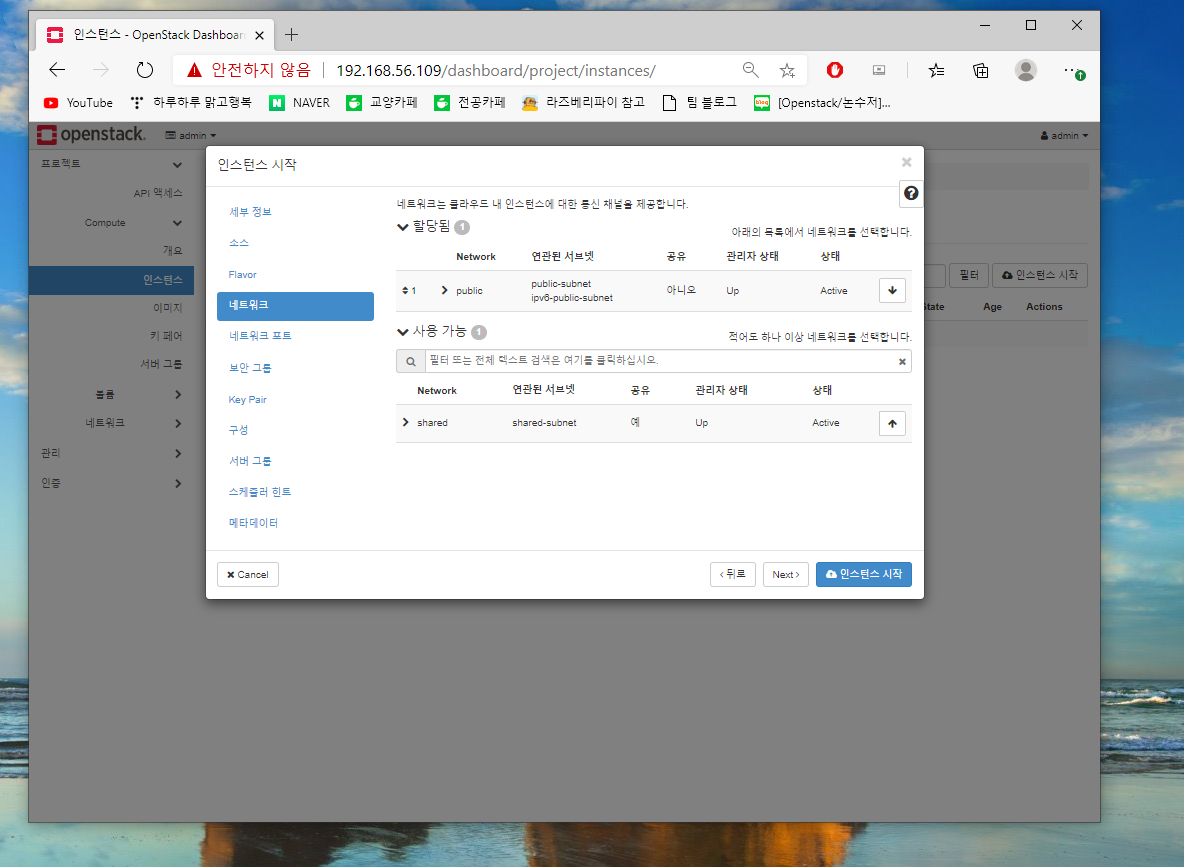 인스턴스 - OpenStack Dashboar
안전하지 않음 192.168.56.109/dashboard/project/instances/
YouTube 하루하루 맑고행복 NAVER 교양카페 전공카페 라즈베리파이 참고 팀 블로그 blog [Openstack/논수저]...
openstack. admin admin
프로젝트
API 액세스
Compute
개요
인스턴스
이미지
키 페어
서버 그룹
볼륨
네트워크
관리
인증
필터 인스턴스 시작
State Age Actions
인스턴스 시작
세부 정보
소스
Flavor
네트워크
네트워크 포트
보안 그룹
Key Pair
구성
서버 그룹
스케줄러 힌트
메타데이터
네트워크는 클라우드 내 인스턴스에 대한 통신 채널을 제공합니다.
할당됨 1
아래의 목록에서 네트워크를 선택합니다.
Network 연관된 서브넷 공유 관리자 상태 상태
1 public public-subnet 아니오 Up Active
ipv6-public-subnet
사용 가능 1
적어도 하나 이상 네트워크를 선택합니다.
필터 또는 전체 텍스트 검색은 여기를 클릭하십시오.
Network 연관된 서브넷 공유 관리자 상태 상태
shared shared-subnet 예 Up Active
Cancel 뒤로 Next 인스턴스 시작